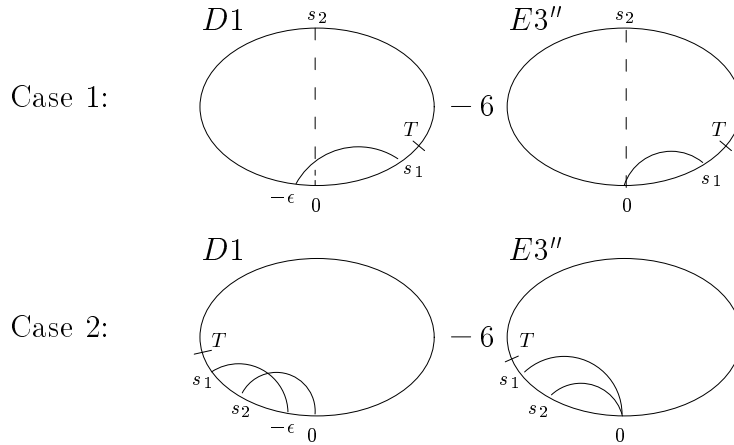 D1 s2 E3'' s2
Case 1: − 6
T T
s1 s1
−ϵ 0 0
D1 E3''
Case 2: − 6
T T
s1 s1
s2 s2
−ϵ 0 0